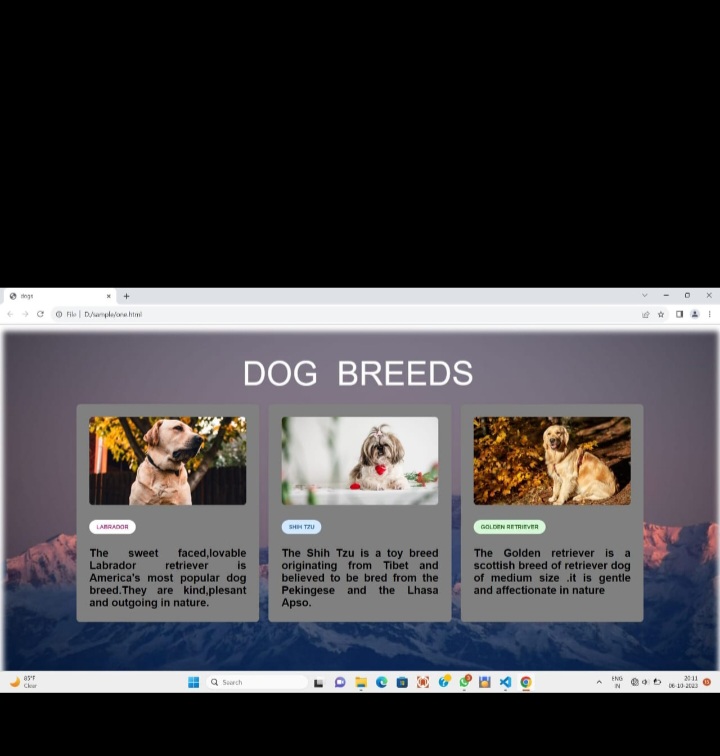 dogs
File | D:/sample/one.html
DOG BREEDS
LABRADOR
The sweet faced,lovable
Labrador retriever is
America's most popular dog
breed.They are kind,plesant
and outgoing in nature.
SHIH TZU
The Shih Tzu is a toy breed
originating from Tibet and
believed to be bred from the
Pekingese and the Lhasa
Apso.
GOLDEN RETRIEVER
The Golden retriever is a
scottish breed of retriever dog
of medium size .it is gentle
and affectionate in nature
85°F
Clear
Search
ENG
IN
20:11
06-10-2023